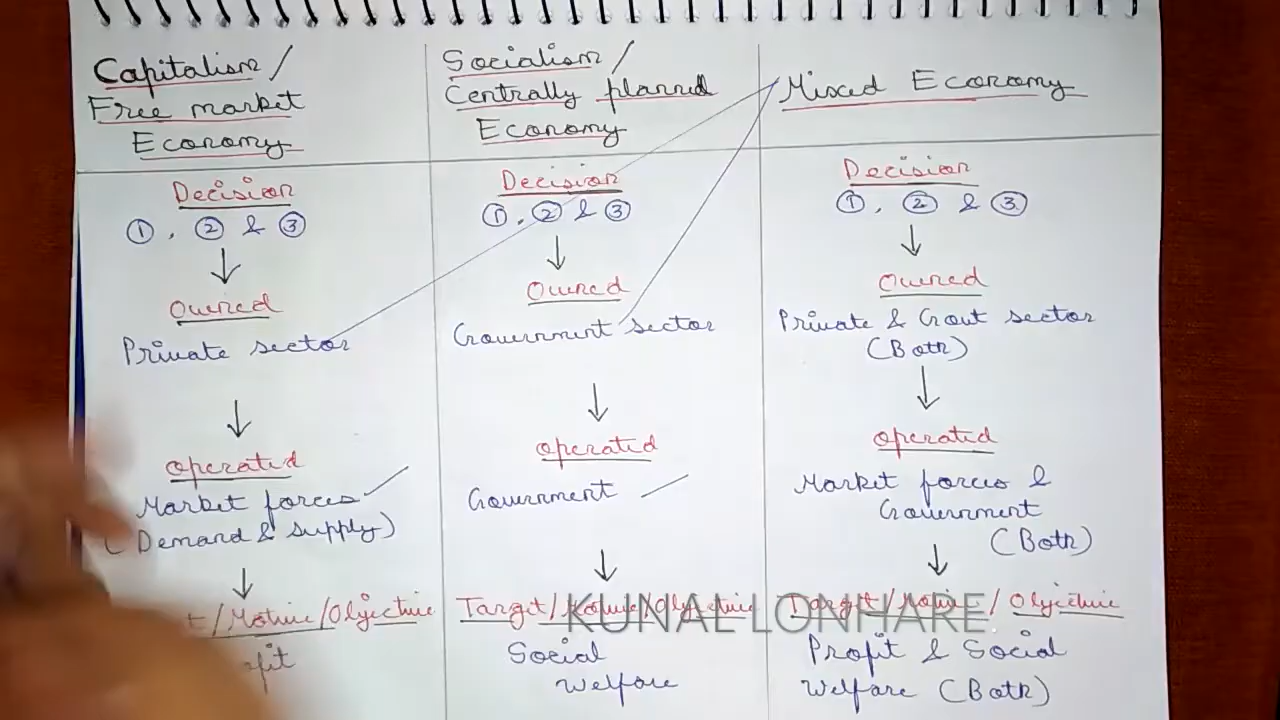 Capitalism /
Free market
Economy
Decision
①, ② & ③
Owned
Private sector
Operated
Market forces
(Demand & supply)
/Motive/Objective
Socialism /
Centrally planned
Economy
Decision
①, ② & ③
Owned
Government sector
Operated
Government
Target/ /Objective
Social
Welfare
Mixed Economy
Decision
①, ② & ③
Owned
Private & Govt sector
(Both)
Operated
Market forces &
Government
(Both)
Target/Motive/Objective
Profit & Social
Welfare (Both)
KUNAL LONHARE